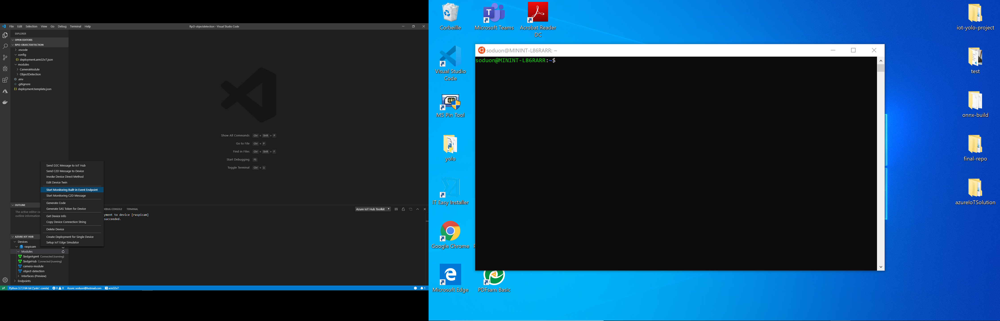 File Edit Selection View Go Debug Terminal Help
Rpi3-objectdetection - Visual Studio Code
EXPLORER
OPEN EDITORS
RPI3-OBJECTDETECTION
.vscode
config
deployment.arm32v7.json
modules
CameraModule
ObjectDetection
.env
.gitignore
deployment.template.json
Show All Commands Ctrl + Shift + P
Go to File Ctrl + P
Find in Files Ctrl + Shift + F
Start Debugging F5
Toggle Terminal Ctrl + ù
Send D2C Message to IoT Hub
Send C2D Message to Device
Invoke Device Direct Method
Edit Device Twin
Start Monitoring Built-in Event Endpoint
Start Monitoring C2D Message
Generate Code
Generate SAS Token for Device
Get Device Info
Copy Device Connection String
Delete Device
Create Deployment for Single Device
Setup IoT Edge Simulator
OUTLINE
The active editor ca
outline information
DEBUG CONSOLE TERMINAL
Azure IoT Hub Toolkit
yment to device [raspicam]
succeeded.
AZURE IOT HUB
Devices
raspicam
Modules
$edgeAgent Connected (running)
$edgeHub Connected (running)
camera-module
object-detection
Interfaces (Preview)
Endpoints
Python 3.7.3 64-bit ('yolo': conda) 0 0 Azure: soduon@hotmail.com arm32v7 1
Corbeille
Microsoft Teams
Acrobat Reader
DC
Visual Studio
Code
MS Pin Tool
yolo
IT Easy Installer
Google Chrome
Microsoft Edge
PDFsam Basic
soduon@MININT-L86RARR: ~
soduon@MININT-L86RARR:~$
iot-yolo-project
test
onnx-build
final-repo
azureIoTSolution